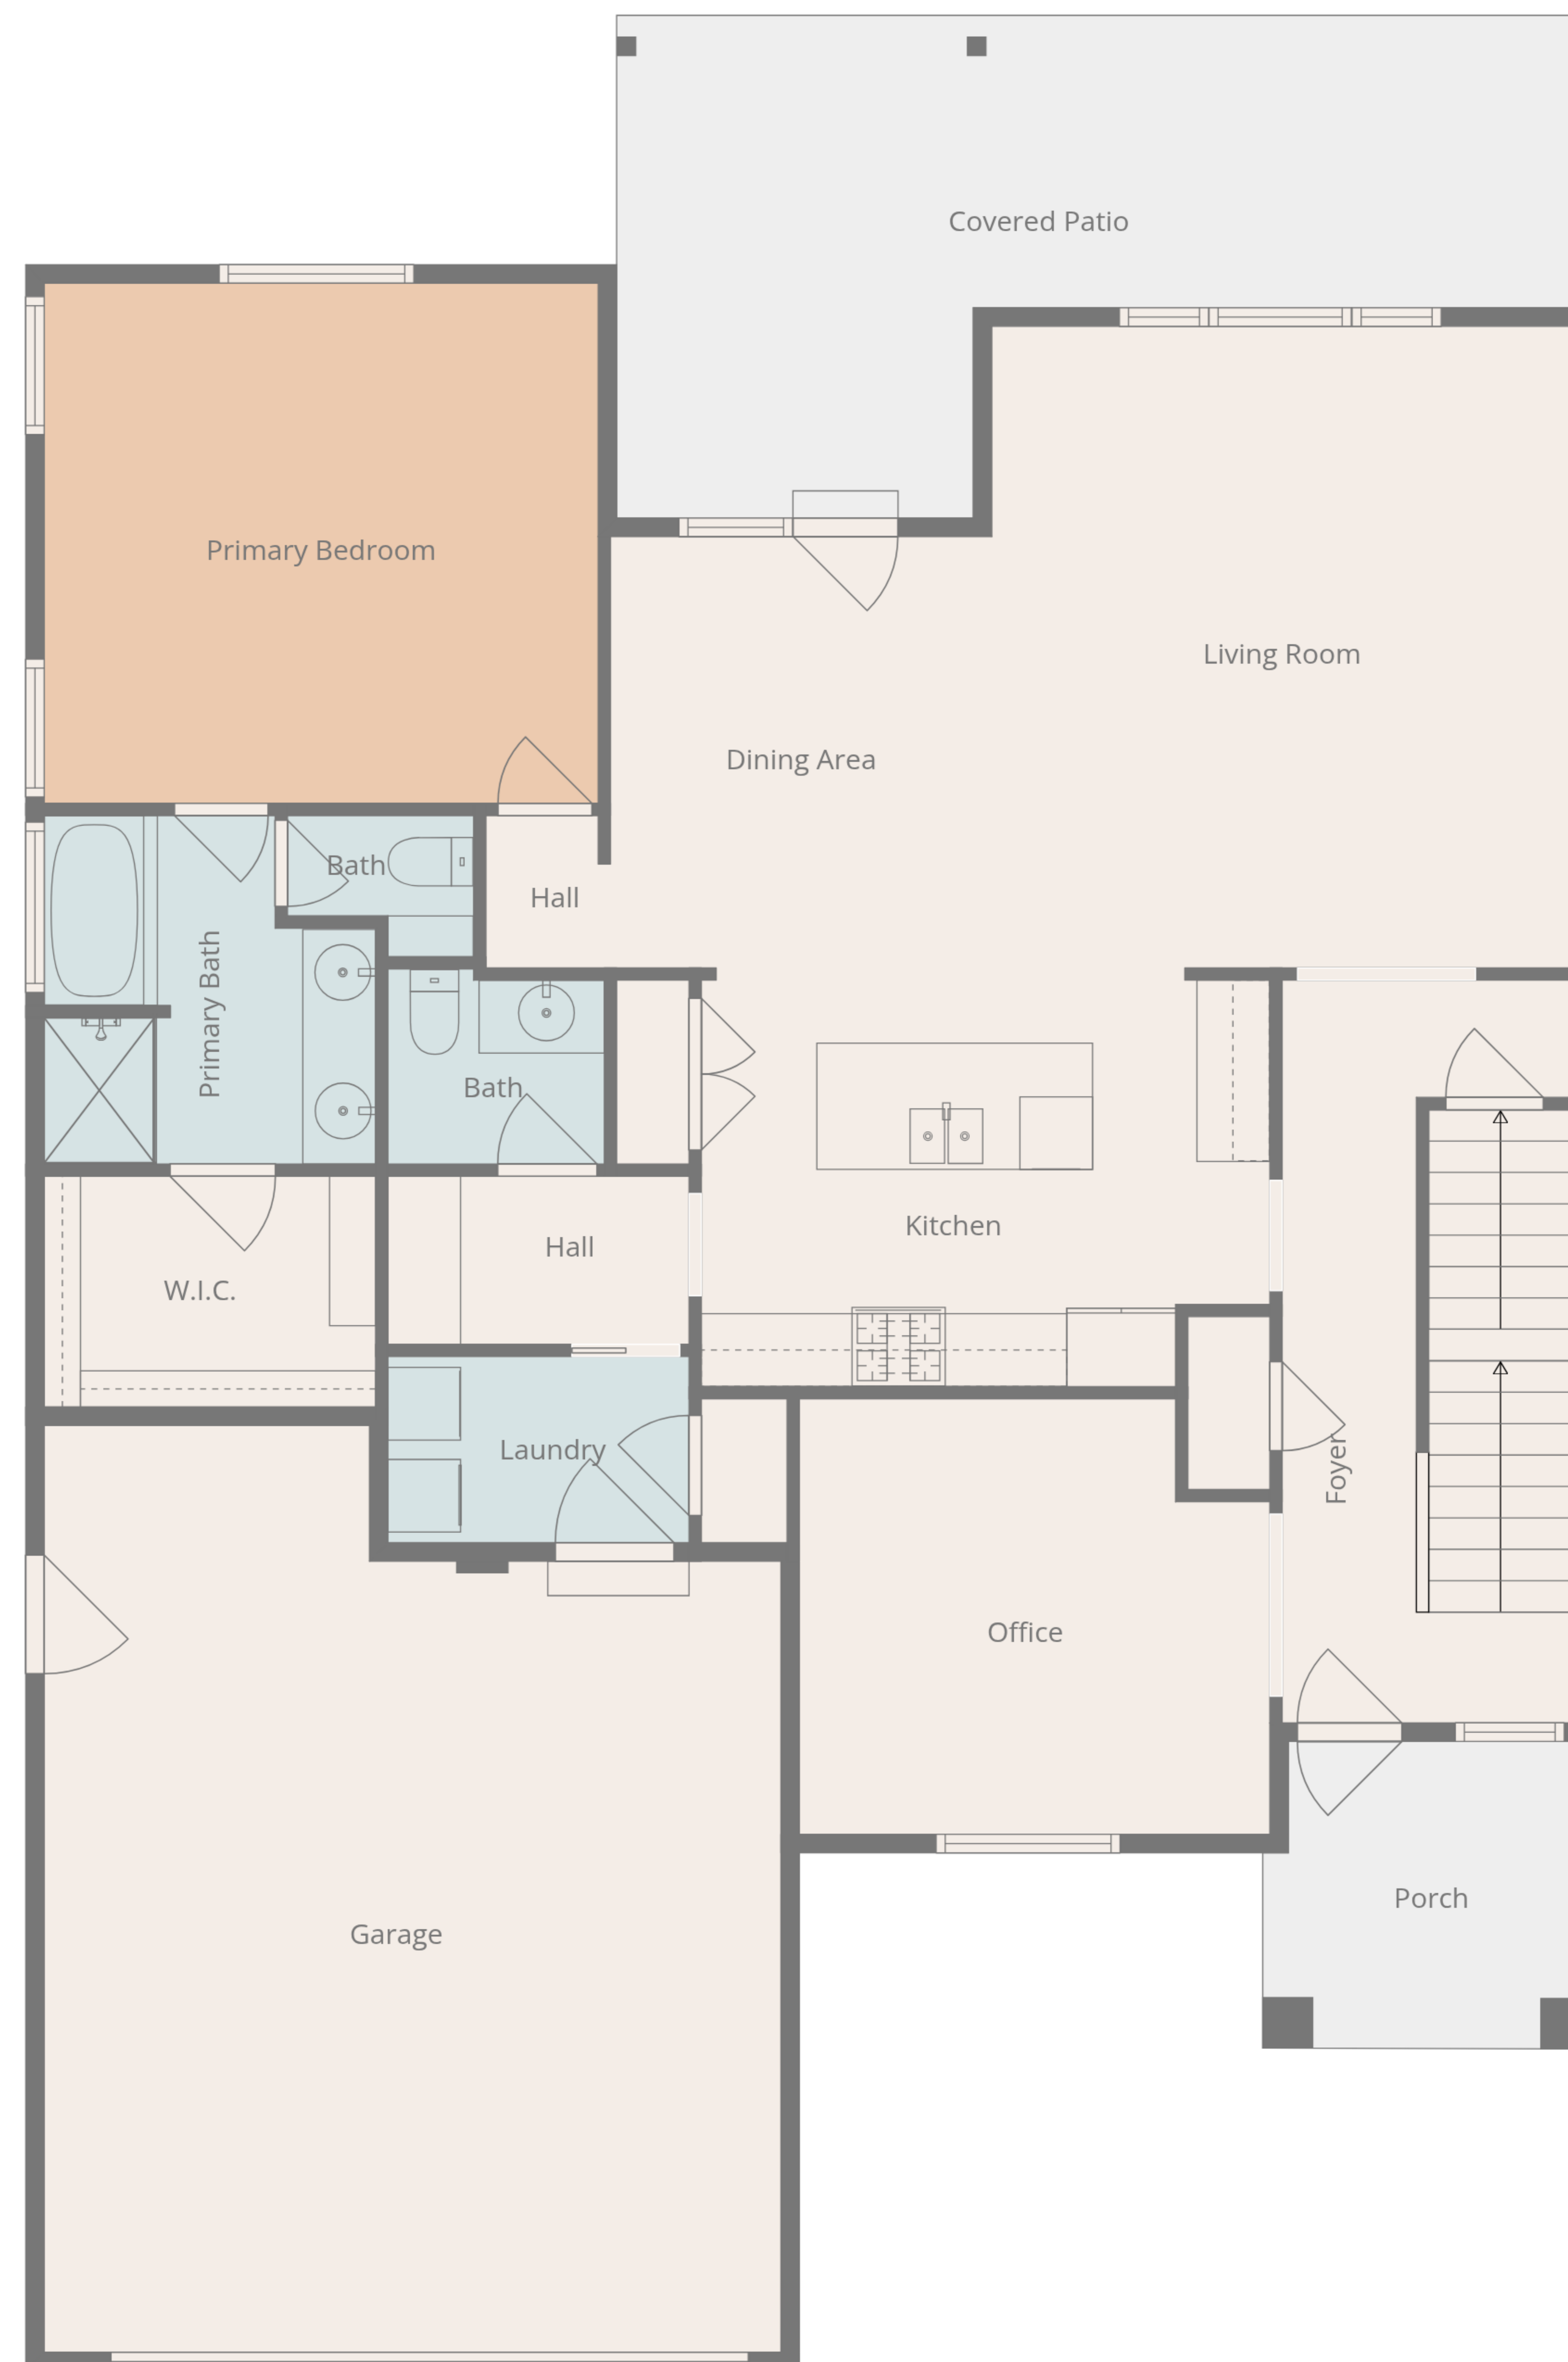 Covered Patio
Primary Bedroom
Living Room
Dining Area
Bath
Hall
Primary Bath
Bath
Kitchen
Hall
W.I.C.
Laundry
Foyer
Office
Porch
Garage